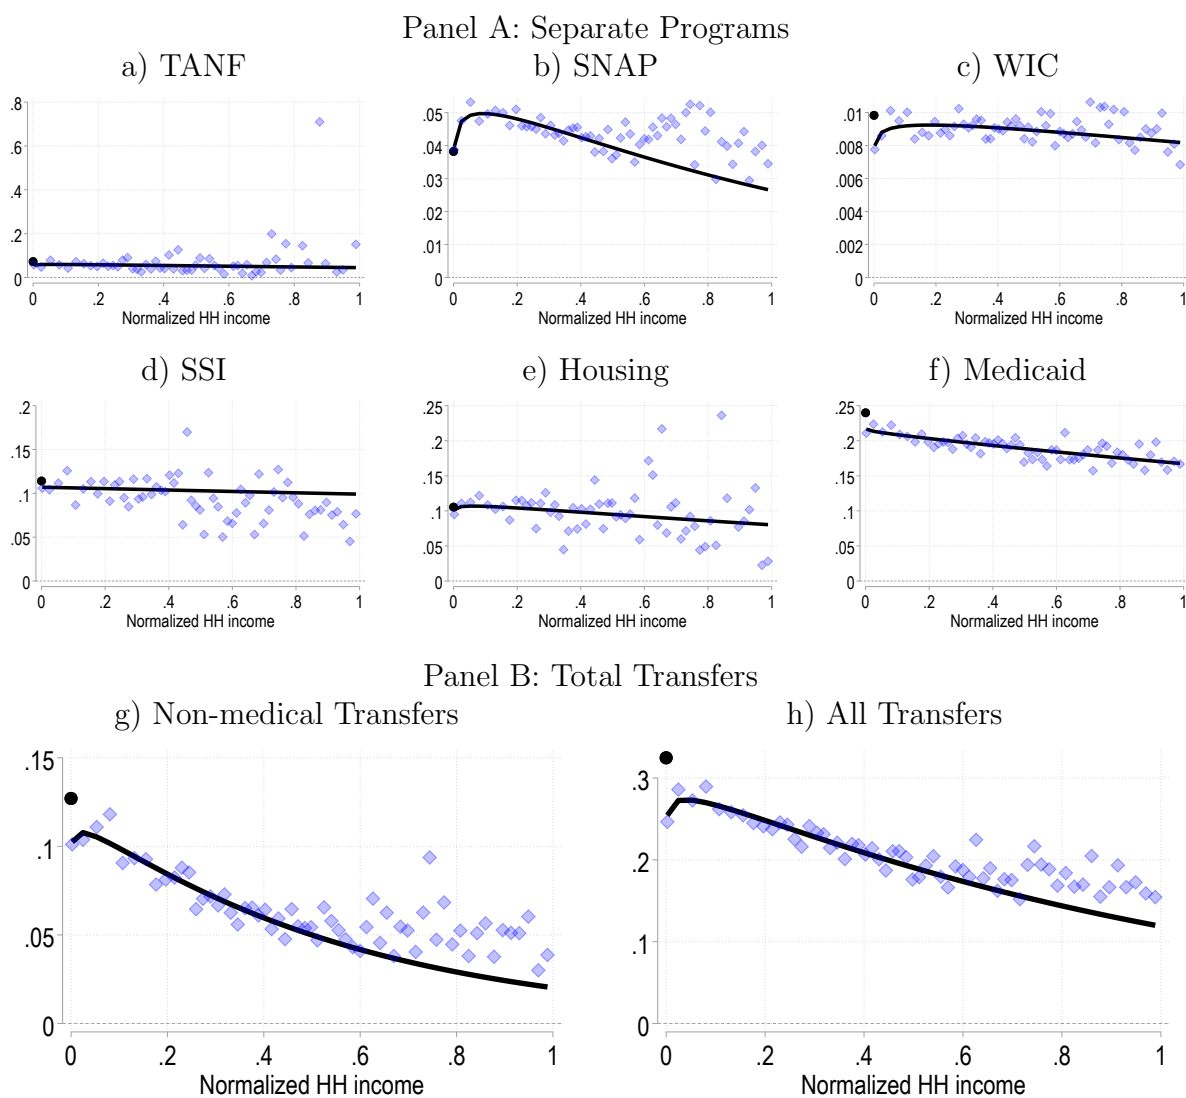 Panel A: Separate Programs
a) TANF b) SNAP c) WIC
.8
.6
.4
.2
0
0 .2 .4 .6 .8 1
Normalized HH income
.05
.04
.03
.02
.01
0
0 .2 .4 .6 .8 1
Normalized HH income
.01
.008
.006
.004
.002
0
0 .2 .4 .6 .8 1
Normalized HH income
d) SSI e) Housing f) Medicaid
.2
.15
.1
.05
0
0 .2 .4 .6 .8 1
Normalized HH income
.25
.2
.15
.1
.05
0
0 .2 .4 .6 .8 1
Normalized HH income
.25
.2
.15
.1
.05
0
0 .2 .4 .6 .8 1
Normalized HH income
Panel B: Total Transfers
g) Non-medical Transfers h) All Transfers
.15
.1
.05
0
0 .2 .4 .6 .8 1
Normalized HH income
.3
.2
.1
0
0 .2 .4 .6 .8 1
Normalized HH income